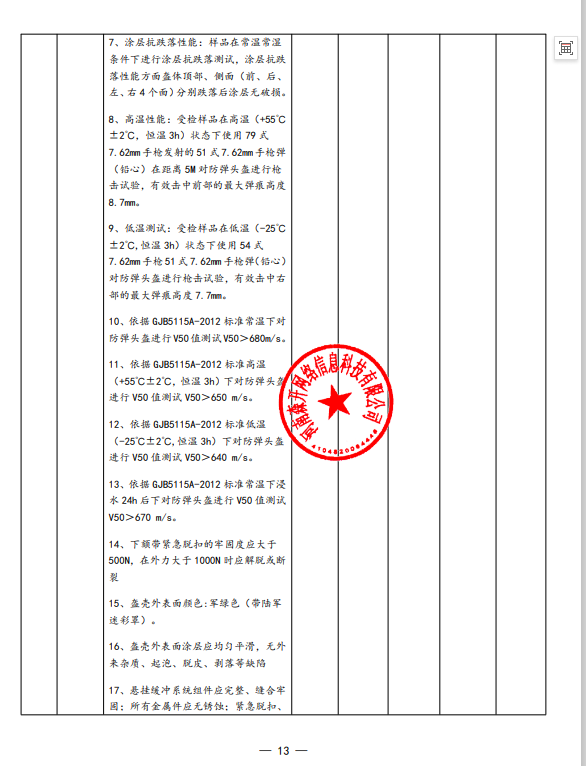 7、涂层抗跌落性能：样品在常温常湿
条件下进行涂层抗跌落测试，涂层抗跌
落性能方面盔体顶部、侧面（前、后、
左、右4个面）分别跌落后涂层无破损。
8、高温性能：受检样品在高温（+55℃
±2℃，恒温3h）状态下使用79式
7.62mm手枪发射的51式7.62mm手枪弹
（铅心）在距离5M对防弹头盔进行枪
击试验，有效击中前部的最大弹痕高度
8.7mm。
9、低温测试：受检样品在低温（-25℃
±2℃,恒温3h）状态下使用54式
7.62mm手枪51式7.62mm手枪弹(铅心)
对防弹头盔进行枪击试验，有效击中右
部的最大弹痕高度7.7mm。
10、依据GJB5115A-2012标准常温下对
防弹头盔进行V50值测试V50＞680m/s。
11、依据GJB5115A-2012标准高温
（+55℃±2℃，恒温3h）下对防弹头盔
进行V50值测试V50＞650 m/s。
12、依据GJB5115A-2012标准低温
（-25℃±2℃,恒温3h）下对防弹头盔
进行V50值测试V50＞640 m/s。
13、依据GJB5115A-2012标准常温下浸
水24h后下对防弹头盔进行V50值测试
V50＞670 m/s。
14、下颏带紧急脱扣的牢固度应大于
500N，在外力大于1000N时应解脱或断
裂
15、盔壳外表面颜色:军绿色（带陆军
迷彩罩）。
16、盔壳外表面涂层应均匀平滑，无外
来杂质、起泡、脱皮、剥落等缺陷
17、悬挂缓冲系统组件应完整、缝合牢
固；所有金属件应无锈蚀；紧急脱扣、
河南森开网络信息科技有限公司
— 13 —